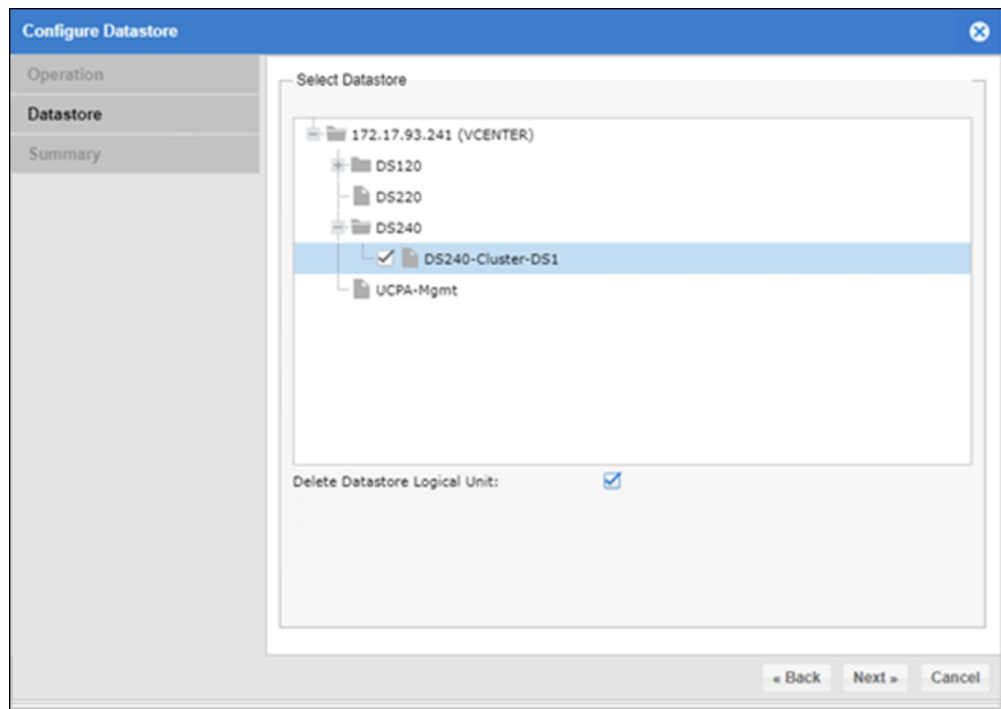 Configure Datastore
Operation
Datastore
Summary
Select Datastore
172.17.93.241 (VCENTER)
DS120
DS220
DS240
DS240-Cluster-DS1
UCPA-Mgmt
Delete Datastore Logical Unit:
« Back Next » Cancel